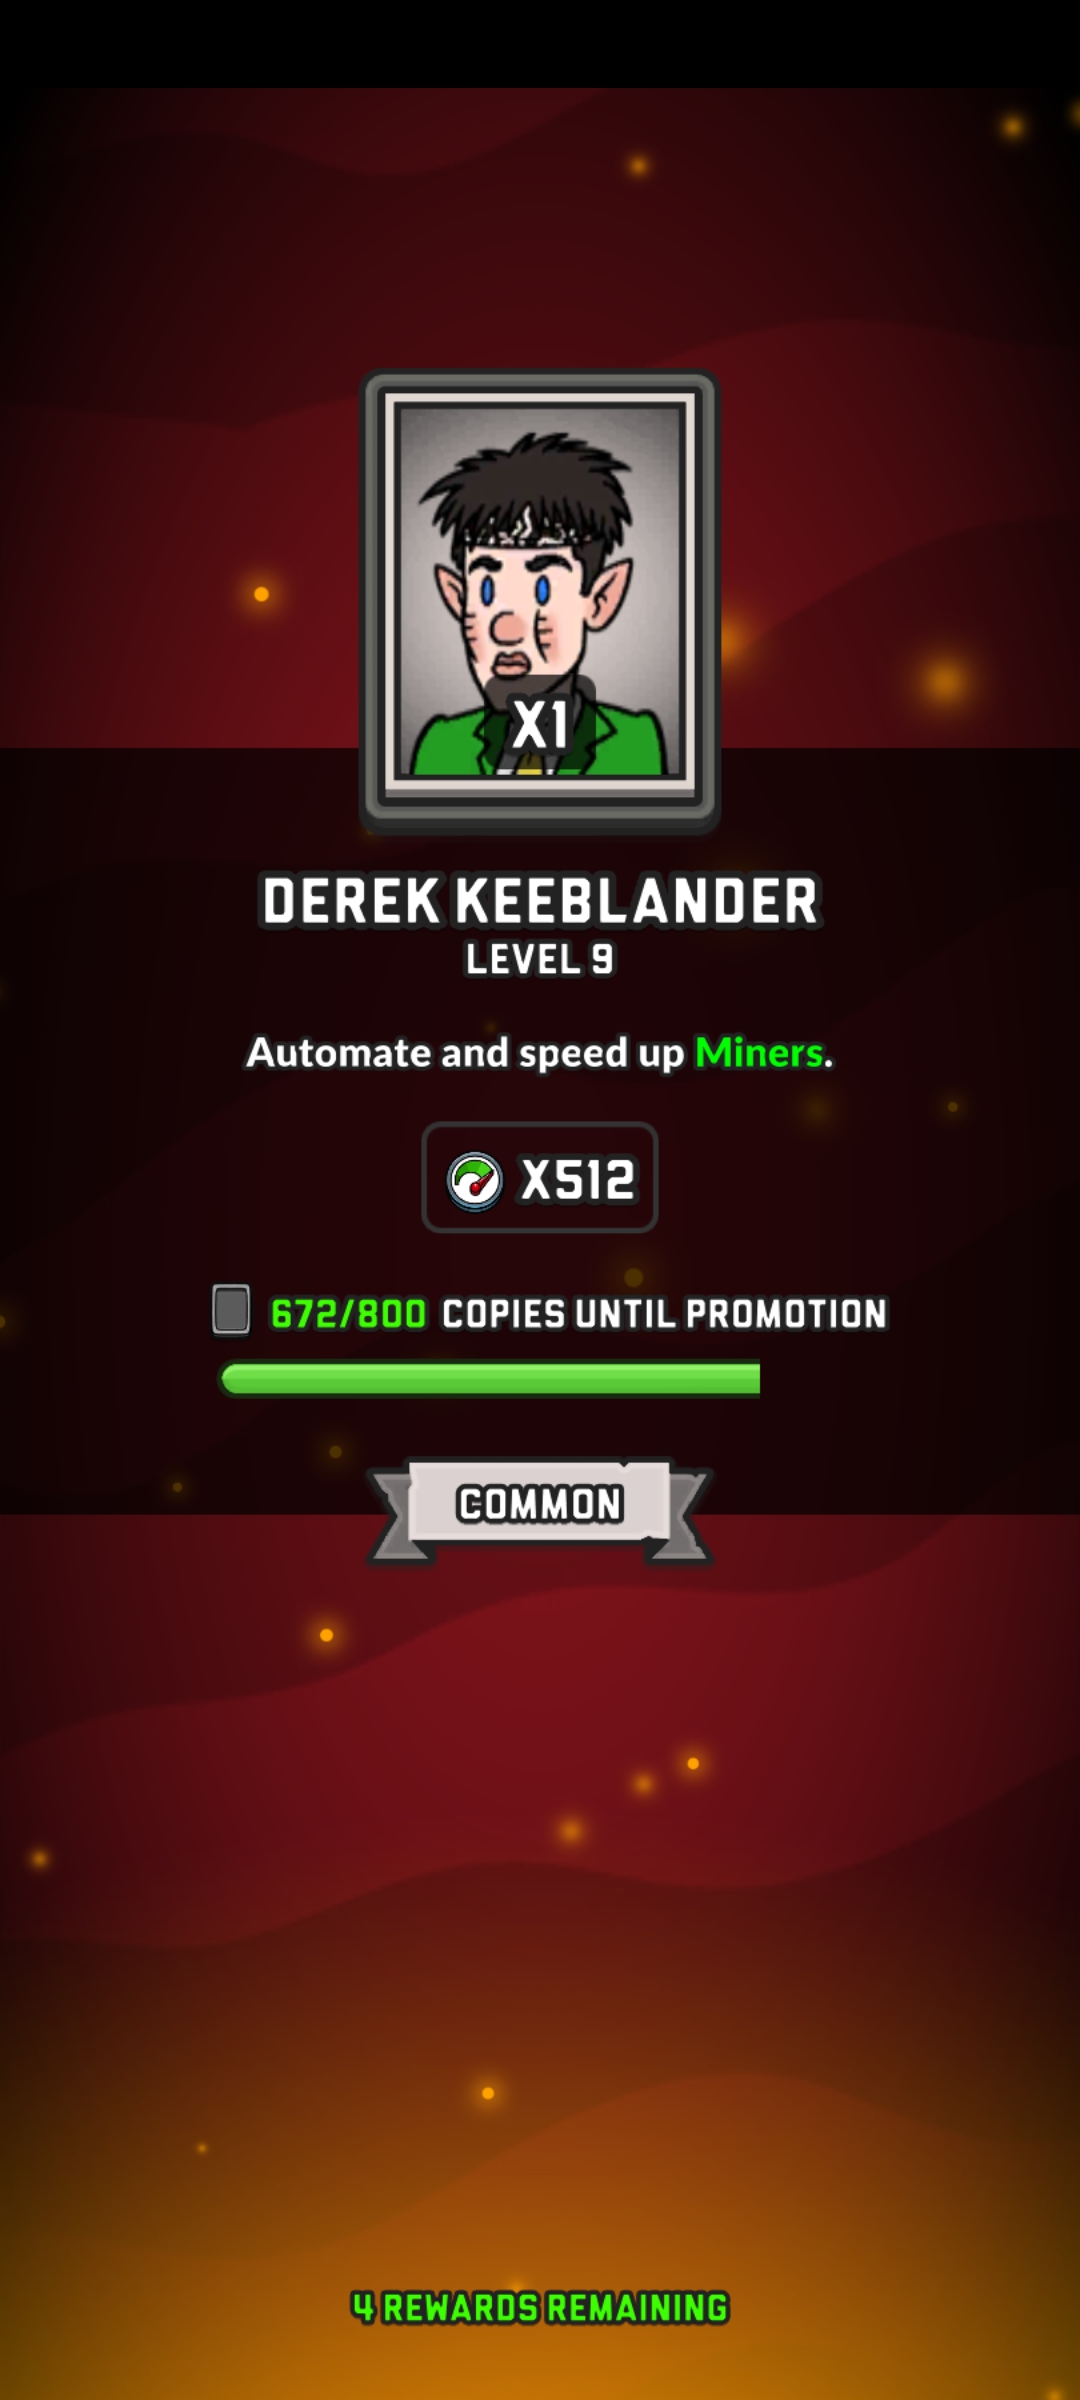 X1
DEREK KEEBLANDER
LEVEL 9
Automate and speed up Miners.
X512
672/800 COPIES UNTIL PROMOTION
COMMON
4 REWARDS REMAINING